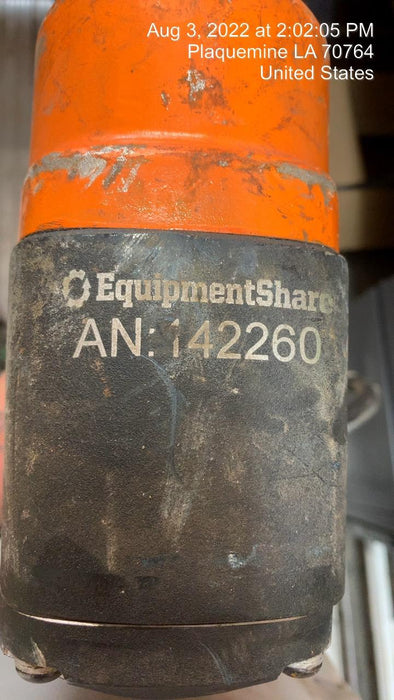 Aug 3, 2022 at 2:02:05 PM
Plaquemine LA 70764
United States
EquipmentShare
AN: 142260